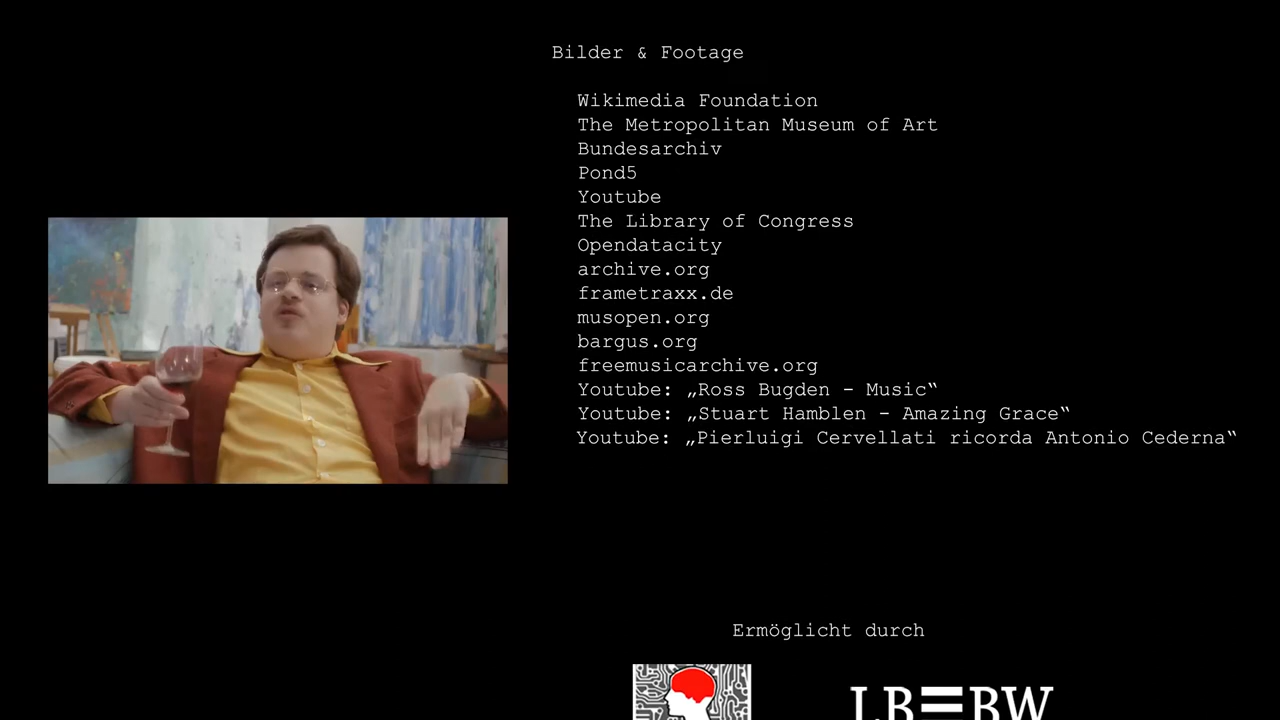 Bilder & Footage
Wikimedia Foundation
The Metropolitan Museum of Art
Bundesarchiv
Pond5
Youtube
The Library of Congress
Opendatacity
archive.org
frametraxx.de
musopen.org
bargus.org
freemusicarchive.org
Youtube: „Ross Bugden - Music“
Youtube: „Stuart Hamblen - Amazing Grace“
Youtube: „Pierluigi Cervellati ricorda Antonio Cederna“
Ermöglicht durch
LB≡BW